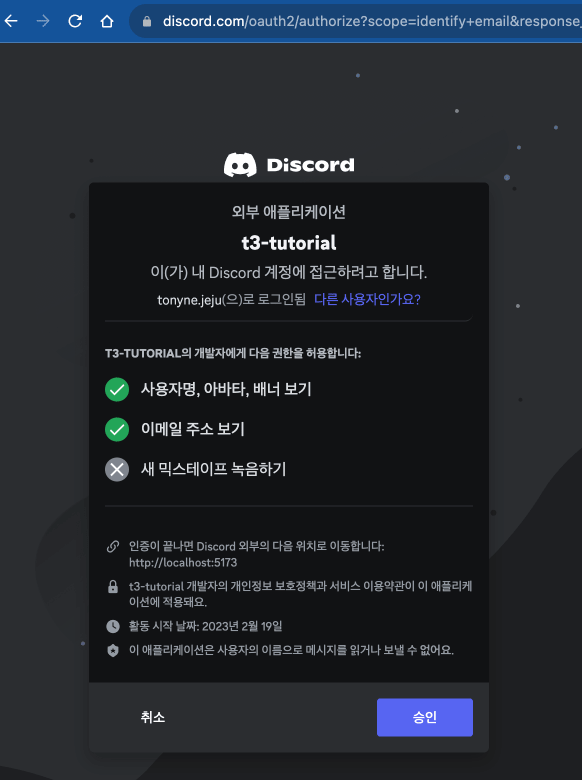 discord.com/oauth2/authorize?scope=identify+email&response_
Discord
외부 애플리케이션
t3-tutorial
이(가) 내 Discord 계정에 접근하려고 합니다.
tonyne.jeju(으)로 로그인됨 다른 사용자인가요?
T3-TUTORIAL의 개발자에게 다음 권한을 허용합니다:
사용자명, 아바타, 배너 보기
이메일 주소 보기
새 믹스테이프 녹음하기
인증이 끝나면 Discord 외부의 다음 위치로 이동합니다:
http://localhost:5173
t3-tutorial 개발자의 개인정보 보호정책과 서비스 이용약관이 이 애플리케
이션에 적용돼요.
활동 시작 날짜: 2023년 2월 19일
이 애플리케이션은 사용자의 이름으로 메시지를 읽거나 보낼 수 없어요.
취소
승인